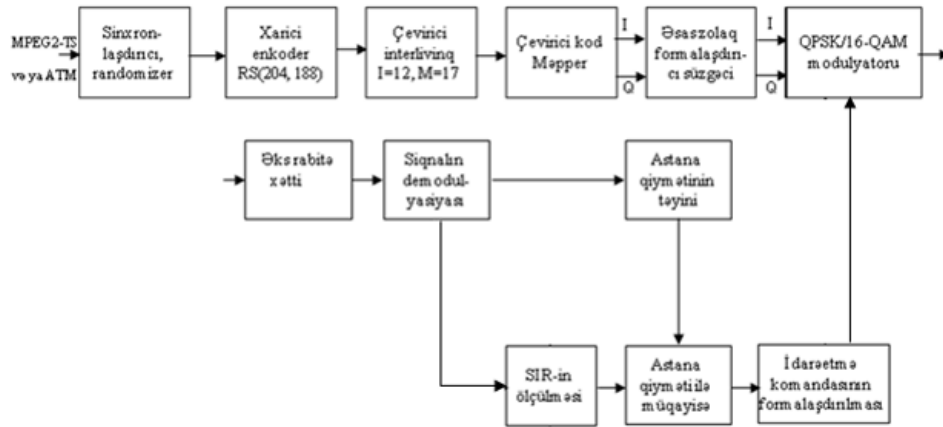 MPEG2-TS
və ya ATM
Sinxron-
laşdırıcı,
randomizer
Xarici
enkoder
RS(204, 188)
Çevirici
interlivinq
I=12, M=17
Çevirici kod
Məpper
I
Q
Əsaszolaq
formalaşdırı-
cı süzgəci
I
Q
QPSK/16-QAM
modulyatoru
Əks rabitə
xətti
Siqnalın
demodul-
yasiyası
Astana
qiymətinin
təyini
SIR-in
ölçülməsi
Astana
qiyməti ilə
müqayisə
İdarəetmə
komandasının
formalaşdırılması